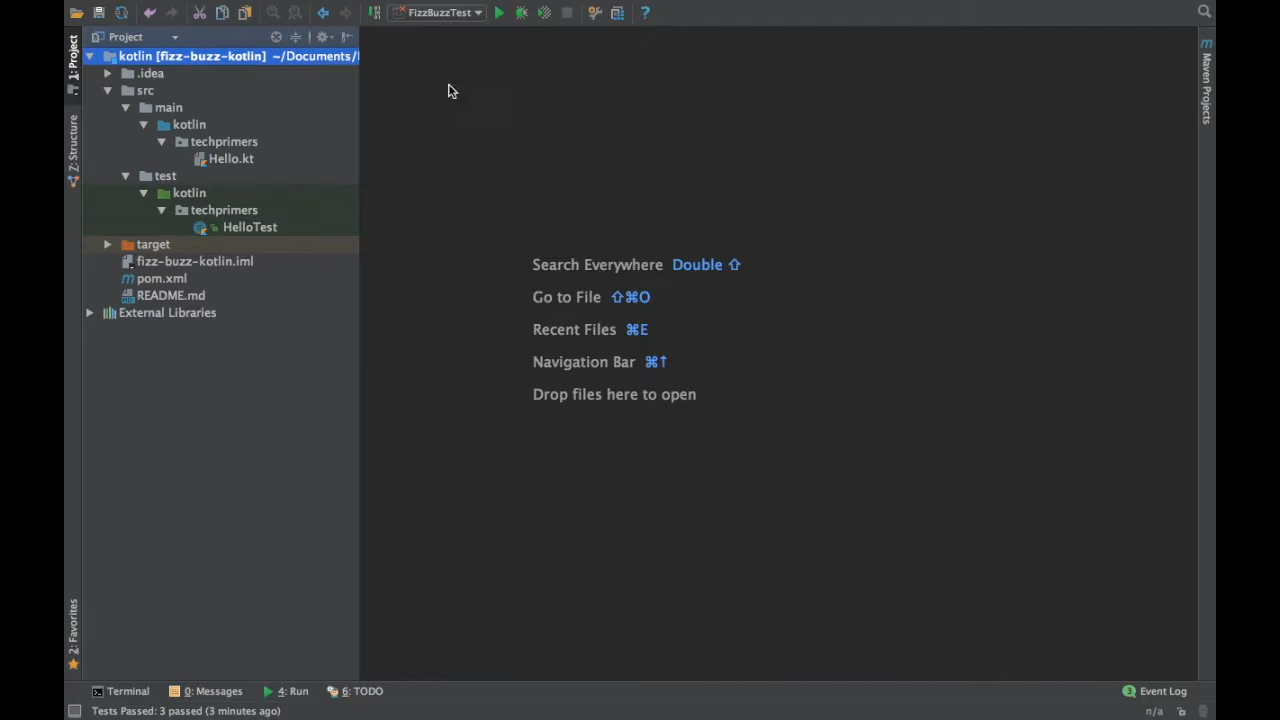 FizzBuzzTest
Project
1: Project
kotlin [fizz-buzz-kotlin] ~/Documents/
.idea
src
main
kotlin
techprimers
Hello.kt
test
kotlin
techprimers
HelloTest
target
fizz-buzz-kotlin.iml
pom.xml
README.md
External Libraries
7: Structure
2: Favorites
Search Everywhere Double ⇧
Go to File ⇧⌘O
Recent Files ⌘E
Navigation Bar ⌘↑
Drop files here to open
Maven Projects
Terminal
0: Messages
4: Run
6: TODO
3 Event Log
Tests Passed: 3 passed (3 minutes ago)
n/a